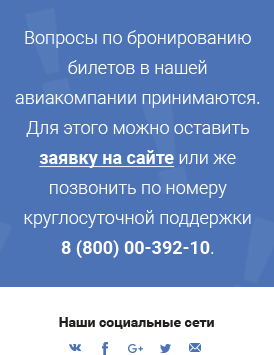 Вопросы по бронированию
билетов в нашей
авиакомпании принимаются.
Для этого можно оставить
заявку на сайте или же
позвонить по номеру
круглосуточной поддержки
8 (800) 00-392-10.
Наши социальные сети